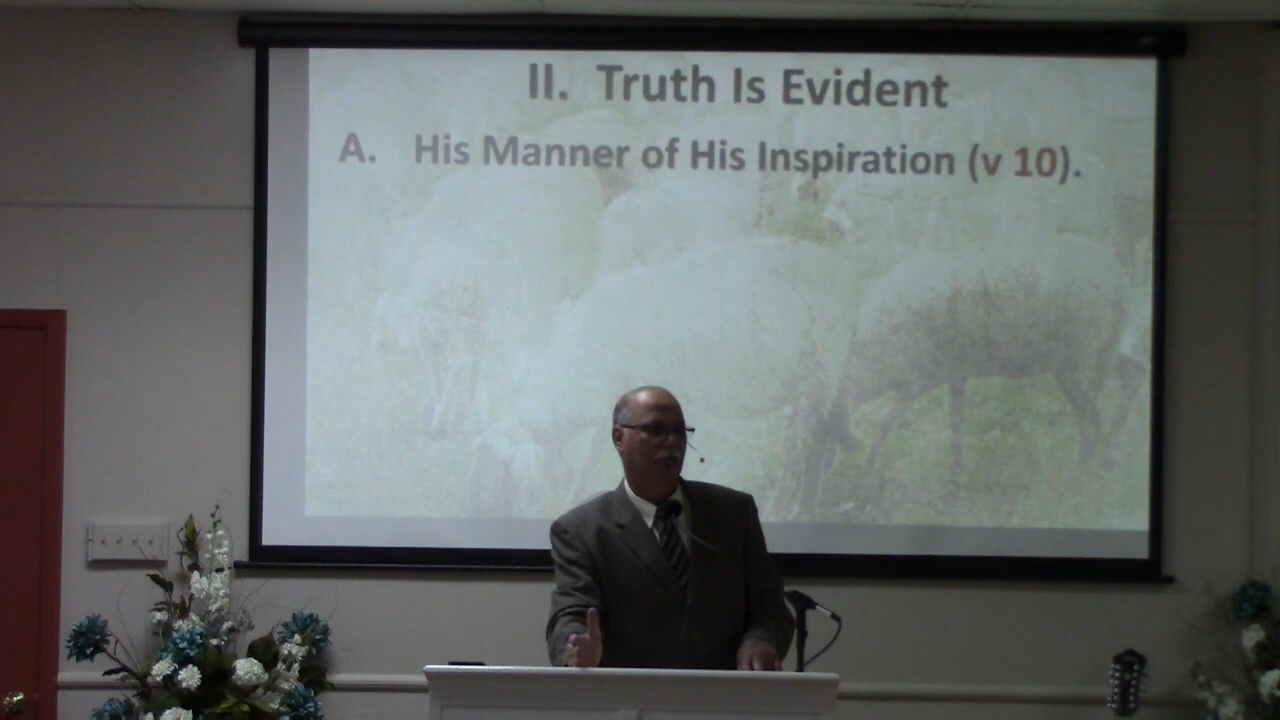 II. Truth Is Evident
A. His Manner of His Inspiration (v 10).